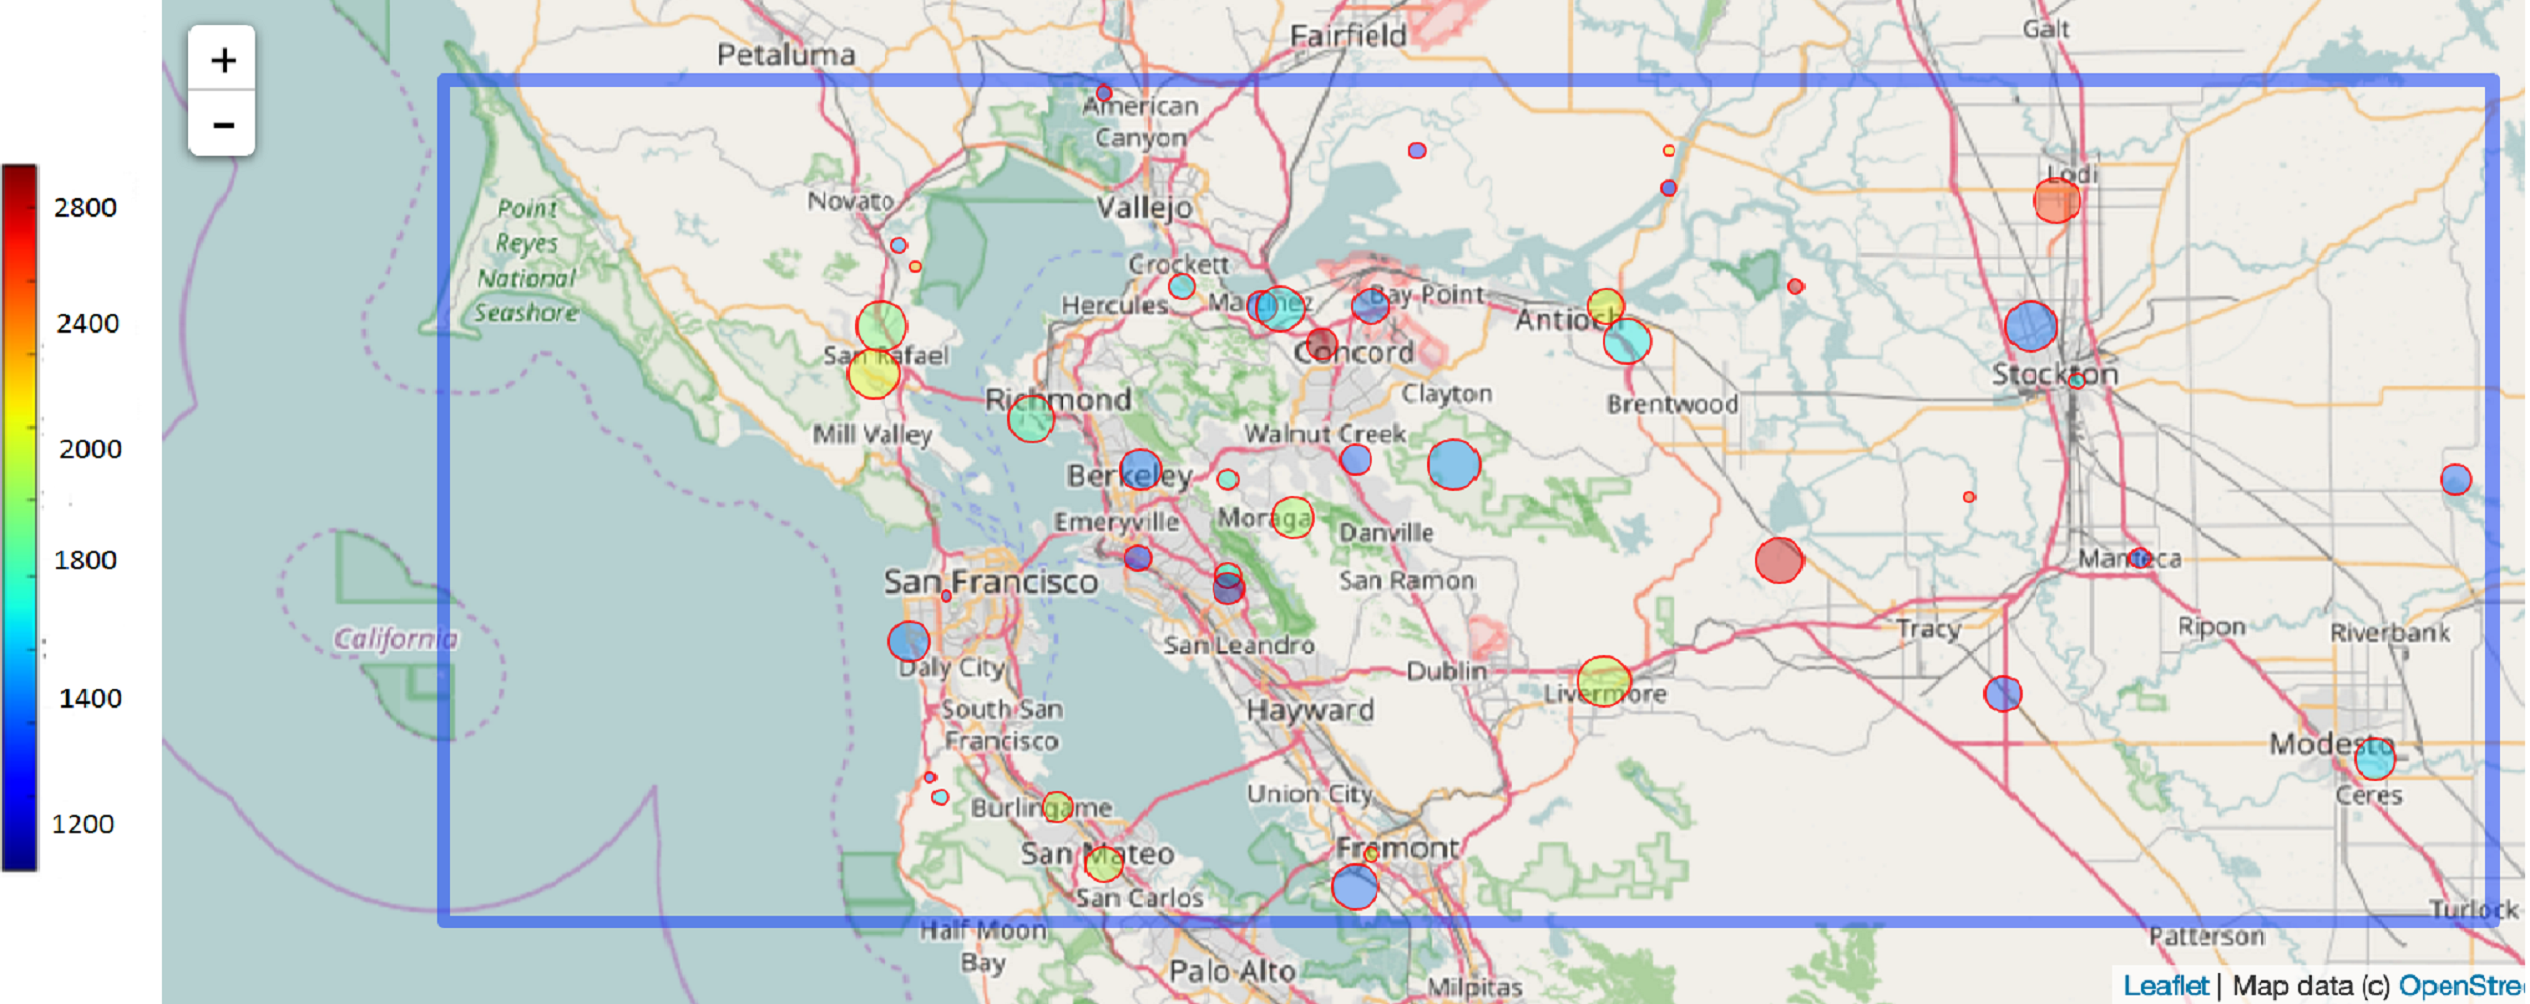 +
−
2800
2400
2000
1800
1400
1200
Petaluma
Fairfield
Galt
American
Canyon
Point
Reyes
National
Seashore
Novato
Vallejo
Lodi
Crockett
Hercules
Martinez
Bay Point
Antioch
San Rafael
Concord
Stockton
Richmond
Clayton
Brentwood
Mill Valley
Walnut Creek
Berkeley
Emeryville
Moraga
Danville
Manteca
San Francisco
San Ramon
California
San Leandro
Tracy
Ripon
Riverbank
Daly City
Dublin
Livermore
South San
Francisco
Hayward
Modesto
Ceres
Union City
Burlingame
San Mateo
Fremont
San Carlos
Half Moon
Bay
Turlock
Patterson
Palo Alto
Milpitas
Leaflet | Map data (c) OpenStree